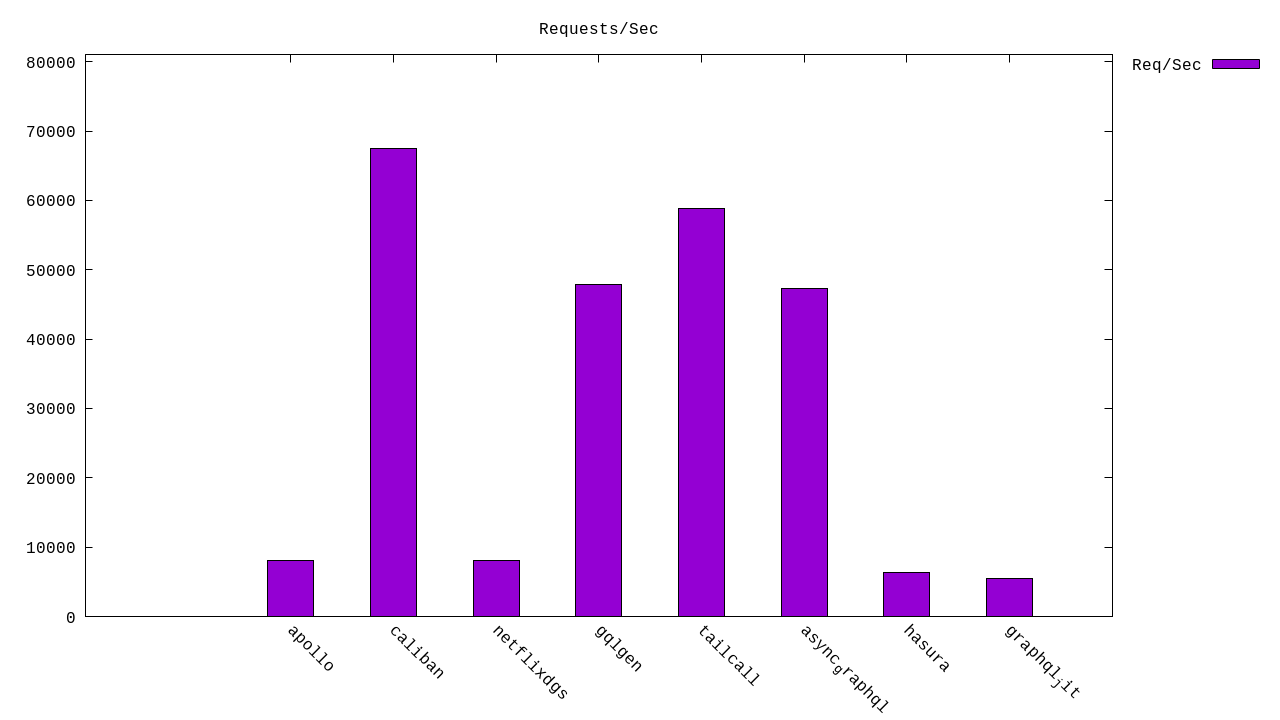 Requests/Sec
Req/Sec
80000
70000
60000
50000
40000
30000
20000
10000
0
apollo
caliban
netflixdgs
gqlgen
tailcall
async_graphql
hasura
graphql_jit